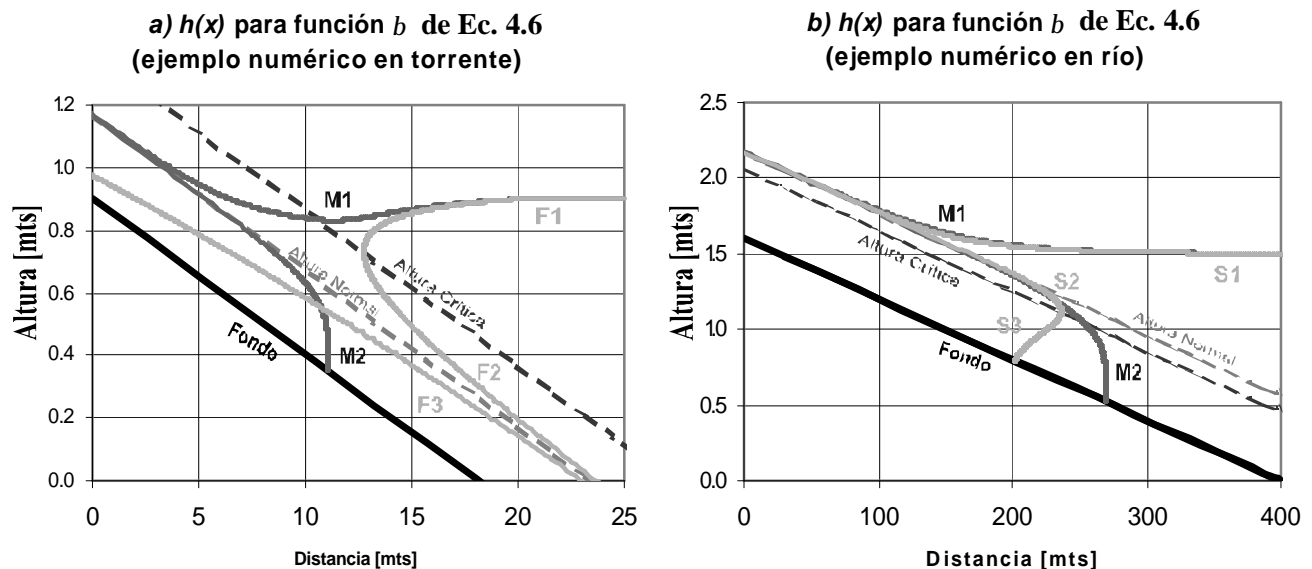 a) h(x) para función b de Ec. 4.6
(ejemplo numérico en torrente)
Altura [mts]
1.2
1.0
0.8
0.6
0.4
0.2
0.0
M1
F1
Altura Normal
Altura Crítica
Fondo
M2
F2
F3
0
5
10
15
20
25
Distancia [mts]
b) h(x) para función b de Ec. 4.6
(ejemplo numérico en río)
Altura [mts]
2.5
2.0
1.5
10
0.5
0.0
M1
S1
Altura Crítica
S2
S3
Altura Normal
Fondo
M2
0
100
200
300
400
Distancia [mts]